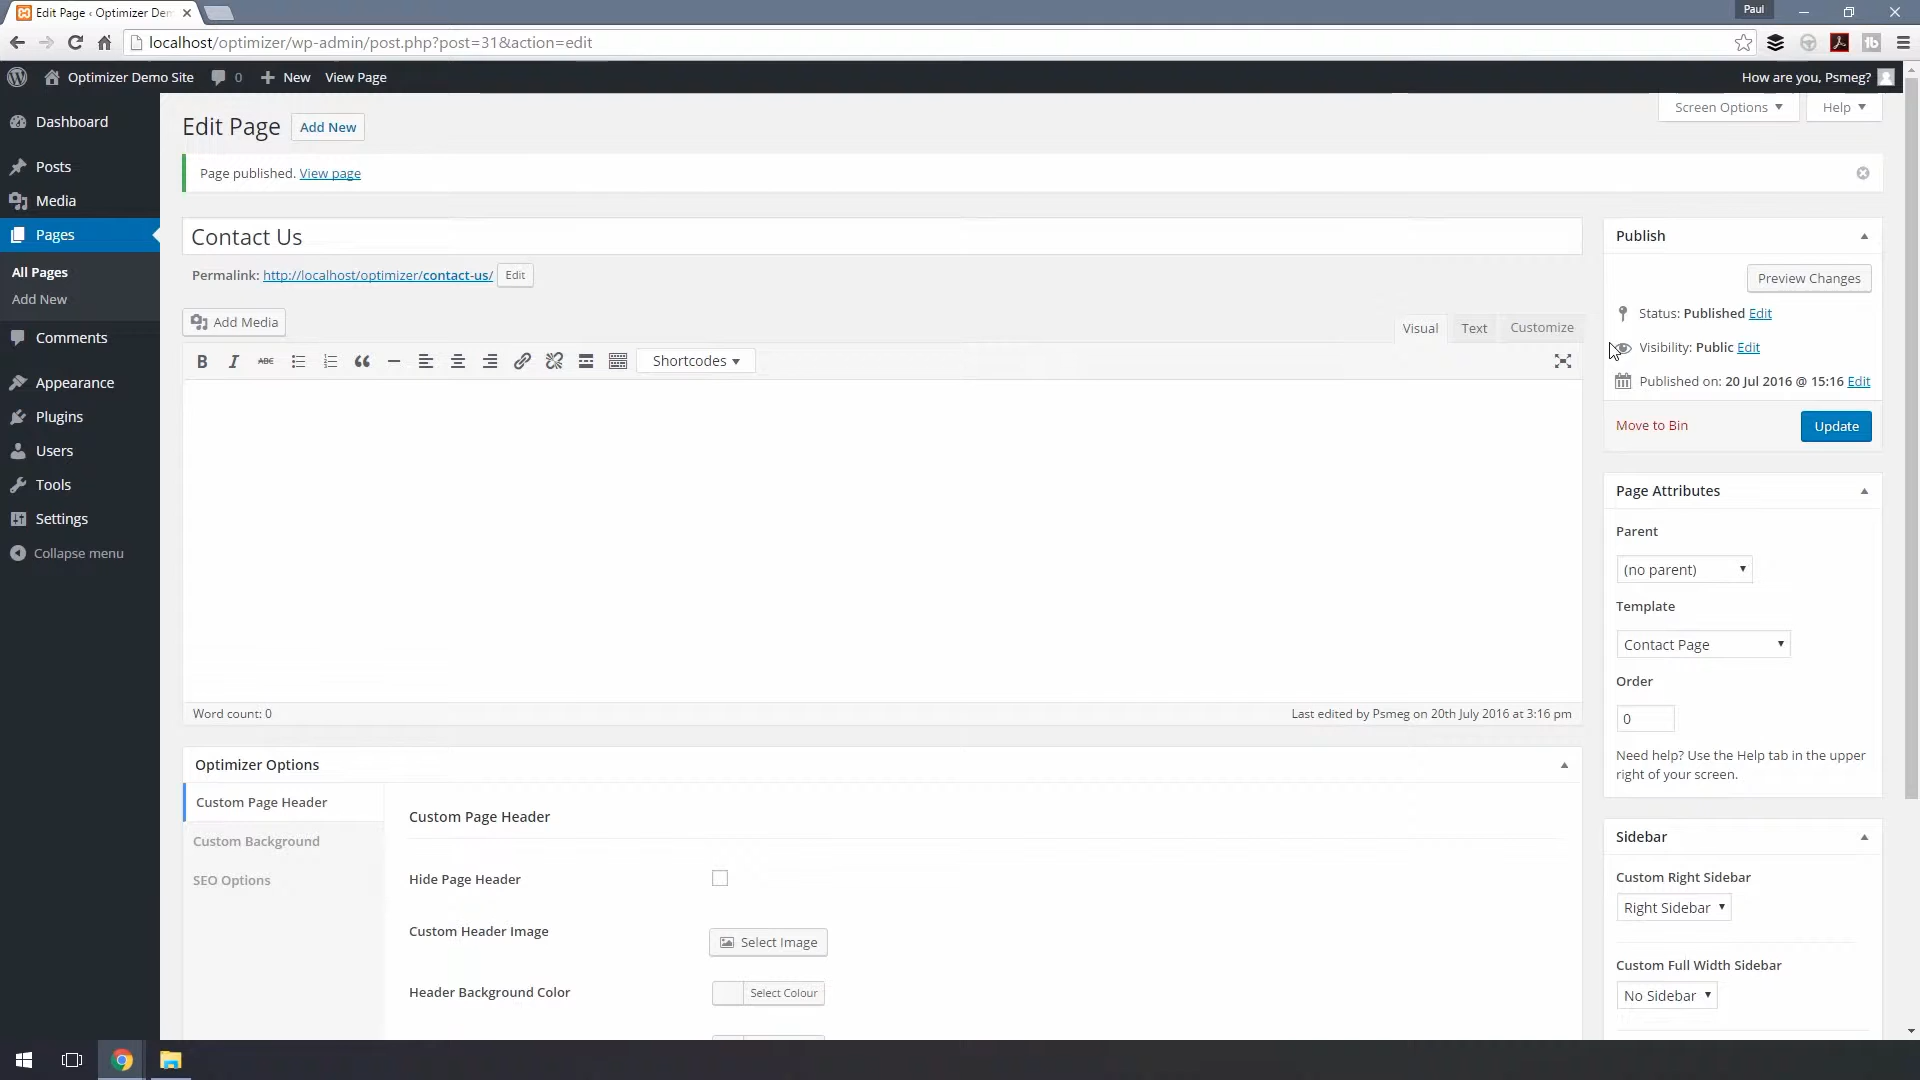 Edit Page ‹ Optimizer Dem
Paul
localhost/optimizer/wp-admin/post.php?post=31&action=edit
Optimizer Demo Site
0
New
View Page
How are you, Psmeg?
Dashboard
Posts
Media
Pages
All Pages
Add New
Comments
Appearance
Plugins
Users
Tools
Settings
Collapse menu
Screen Options
Help
Edit Page
Add New
Page published. View page
Contact Us
Permalink: http://localhost/optimizer/contact-us/ Edit
Add Media
Visual
Text
Customize
B I ABC
Shortcodes
Word count: 0
Last edited by Psmeg on 20th July 2016 at 3:16 pm
Optimizer Options
Custom Page Header
Custom Background
SEO Options
Custom Page Header
Hide Page Header
Custom Header Image
Select Image
Header Background Color
Select Colour
Publish
Preview Changes
Status: Published Edit
Visibility: Public Edit
Published on: 20 Jul 2016 @ 15:16 Edit
Move to Bin
Update
Page Attributes
Parent
(no parent)
Template
Contact Page
Order
0
Need help? Use the Help tab in the upper
right of your screen.
Sidebar
Custom Right Sidebar
Right Sidebar
Custom Full Width Sidebar
No Sidebar